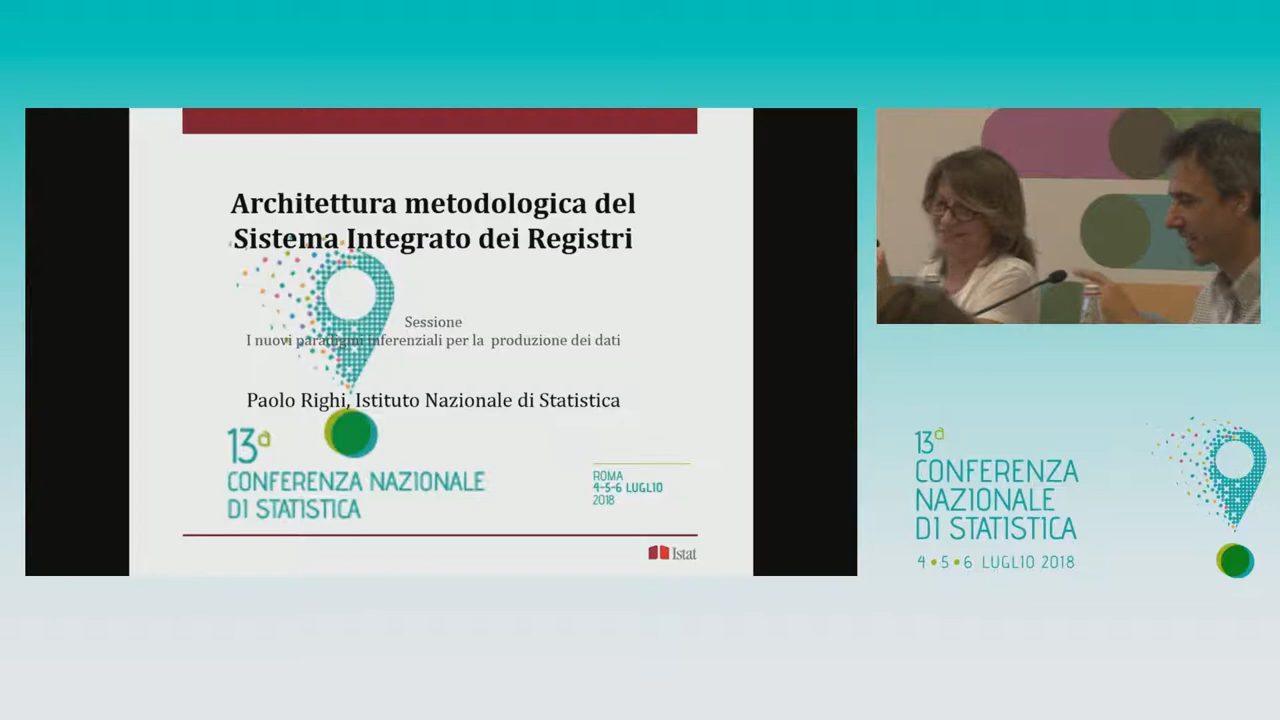 Architettura metodologica del
Sistema Integrato dei Registri
Sessione
I nuovi paradigmi inferenziali per la produzione dei dati
Paolo Righi, Istituto Nazionale di Statistica
13a
CONFERENZA NAZIONALE
DI STATISTICA
ROMA
4-5-6 LUGLIO
2018
Istat
13a
CONFERENZA
NAZIONALE
DI STATISTICA
4•5•6 LUGLIO 2018